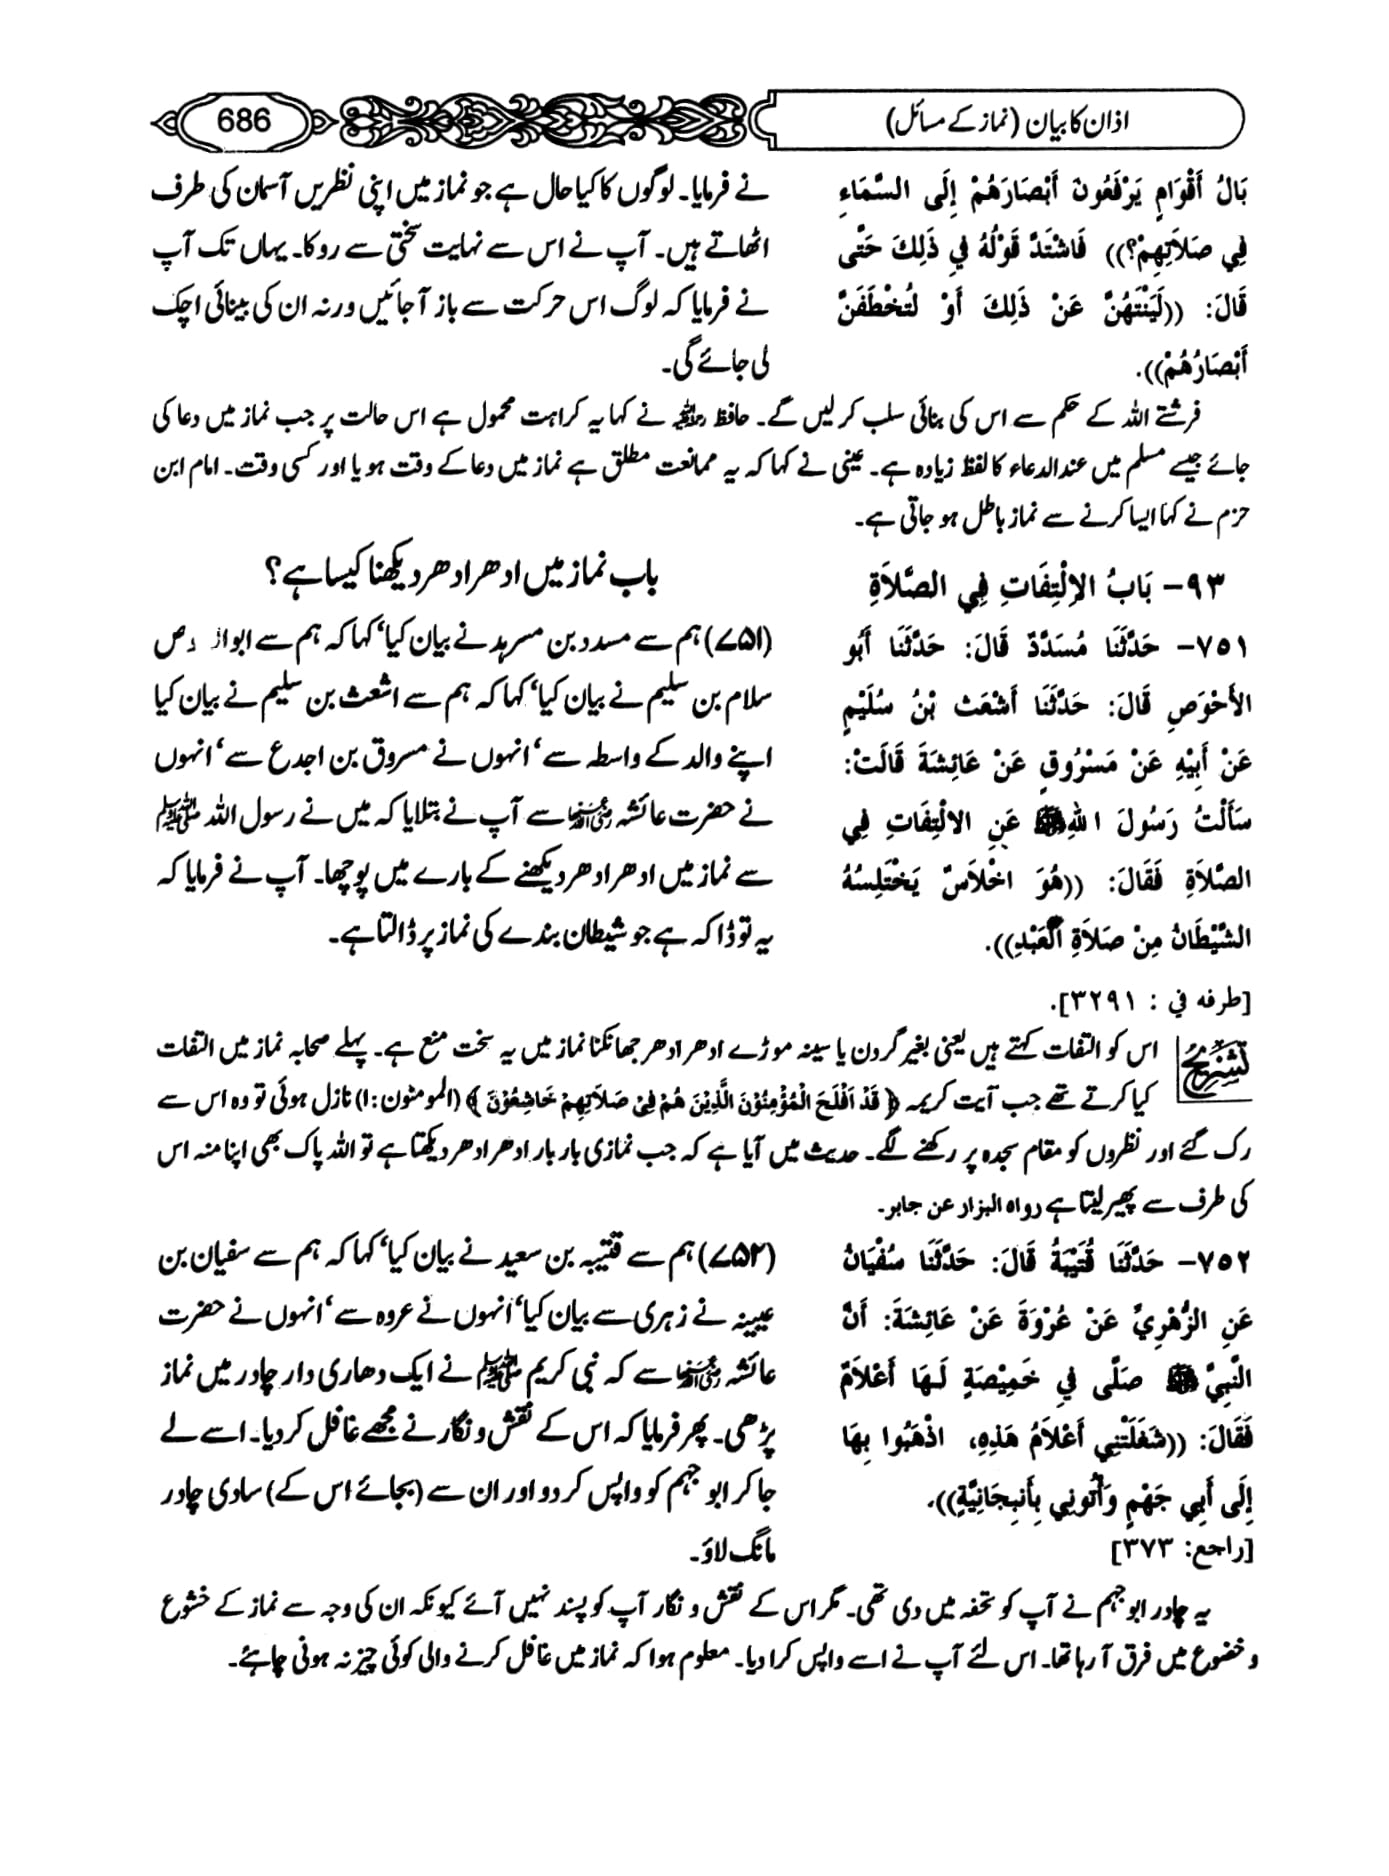 اذان کا بیان (نماز کے مسائل)
686
بَالُ أَقْوَامٍ يَرْفَعُونَ أَبْصَارَهُمْ إِلَى السَّمَاءِ
فِي صَلَاتِهِمْ؟)) فَاشْتَدَّ قَوْلُهُ فِي ذَلِكَ حَتَّى
قَالَ: ((لَيَنْتَهُنَّ عَنْ ذَلِكَ أَوْ لَتُخْطَفَنَّ
أَبْصَارُهُمْ)).
نے فرمایا۔ لوگوں کا کیا حال ہے جو نماز میں اپنی نظریں آسمان کی طرف
اٹھاتے ہیں۔ آپ نے اس سے نہایت سختی سے روکا۔ یہاں تک آپ
نے فرمایا کہ لوگ اس حرکت سے باز آ جائیں ورنہ ان کی بینائی اچک
لی جائے گی۔
فرشتے اللہ کے حکم سے اس کی بنائی سلب کر لیں گے۔ حافظ رحمہ اللہ نے کہا یہ کراہت محمول ہے اس حالت پر جب نماز میں دعا کی
جائے جیسے مسلم میں عند الدعاء کا لفظ زیادہ ہے۔ عینی نے کہا کہ یہ ممانعت مطلق ہے نماز میں دعا کے وقت ہو یا اور کسی وقت۔ امام ابن
حزم نے کہا ایسا کرنے سے نماز باطل ہو جاتی ہے۔
٩٣- بَابُ الاِلْتِفَاتِ فِي الصَّلاَةِ
باب نماز میں ادھر ادھر دیکھنا کیسا ہے؟
٧٥١- حَدَّثَنَا مُسَدَّدٌ قَالَ: حَدَّثَنَا أَبُو
الأَحْوَصِ قَالَ: حَدَّثَنَا أَشْعَثُ بْنُ سُلَيْمٍ
عَنْ أَبِيْهِ عَنْ مَسْرُوقٍ عَنْ عَائِشَةَ قَالَتْ:
سَأَلْتُ رَسُولَ اللهِ ﷺ عَنِ الالْتِفَاتِ فِي
الصَّلاَةِ فَقَالَ: ((هُوَ اخْلاَسٌ يَخْتَلِسُهُ
الشَّيْطَانُ مِنْ صَلاَةِ الْعَبْدِ)).
[طرفه في : ٣٢٩١].
(۷۵۱) ہم سے مسدد بن مسرہد نے بیان کیا‘ کہا کہ ہم سے
سلام بن سلیم نے بیان کیا‘ کہا کہ ہم سے اشعث بن سلیم نے بیان کیا
اپنے والد کے واسطہ سے‘ انہوں نے مسروق بن اجدع سے‘ انہوں
نے حضرت عائشہ رضی اللہ عنہا سے آپ نے بتلایا کہ میں نے رسول اللہ ﷺ
سے نماز میں ادھر ادھر دیکھنے کے بارے میں پوچھا۔ آپ نے فرمایا کہ
یہ تو ڈاکہ ہے جو شیطان بندے کی نماز پر ڈالتا ہے۔
تشریح
اس کو التفات کہتے ہیں یعنی بغیر گردن یا سینہ موڑے ادھر ادھر جھانکنا نماز میں یہ سخت منع ہے۔ پہلے صحابہ نماز میں التفات
کیا کرتے تھے جب آیت کریمہ ﴿ قَدْ اَفْلَحَ الْمُؤْمِنُوْنَ الَّذِيْنَ هُمْ فِيْ صَلَاتِهِمْ خَاشِعُوْنَ ﴾ (المومنون:۱) نازل ہوئی تو وہ اس سے
رک گئے اور نظروں کو مقام سجدہ پر رکھنے لگے۔ حدیث میں آیا ہے کہ جب نمازی بار بار ادھر ادھر دیکھتا ہے تو اللہ پاک بھی اپنا منہ اس
کی طرف سے پھیر لیتا ہے رواہ البزار عن جابر۔
٧٥٢- حَدَّثَنَا قُتَيْبَةُ قَالَ: حَدَّثَنَا سُفْيَانُ
عَنِ الزُّهْرِيِّ عَنْ عُرْوَةَ عَنْ عَائِشَةَ: أَنَّ
النَّبِيَّ ﷺ صَلَّى فِي خَمِيْصَةٍ لَهَا أَعْلاَمٌ
فَقَالَ: ((شَغَلَتْنِي أَعْلاَمُ هَذِهِ، اذْهَبُوا بِهَا
إِلَى أَبِي جَهْمٍ وَأْتُونِي بِأَنبِجَانِيَّةٍ)).
[راجع: ٣٧٣]
(۷۵۲) ہم سے قتیبہ بن سعید نے بیان کیا‘ کہا کہ ہم سے سفیان بن
عیینہ نے زہری سے بیان کیا‘ انہوں نے عروہ سے‘ انہوں نے حضرت
عائشہ رضی اللہ عنہا سے کہ نبی کریم ﷺ نے ایک دھاری دار چادر میں نماز
پڑھی۔ پھر فرمایا کہ اس کے نقش و نگار نے مجھے غافل کر دیا۔ اسے لے
جا کر ابو جہم کو واپس کر دو اور ان سے (بجائے اس کے) سادی چادر
مانگ لاؤ۔
یہ چادر ابو جہم نے آپ کو تحفہ میں دی تھی۔ مگر اس کے نقش و نگار آپ کو پسند نہیں آئے کیونکہ ان کی وجہ سے نماز کے خشوع
و خضوع میں فرق آ رہا تھا۔ اس لئے آپ نے اسے واپس کرا دیا۔ معلوم ہوا کہ نماز میں غافل کرنے والی کوئی چیز نہ ہونی چاہئے۔